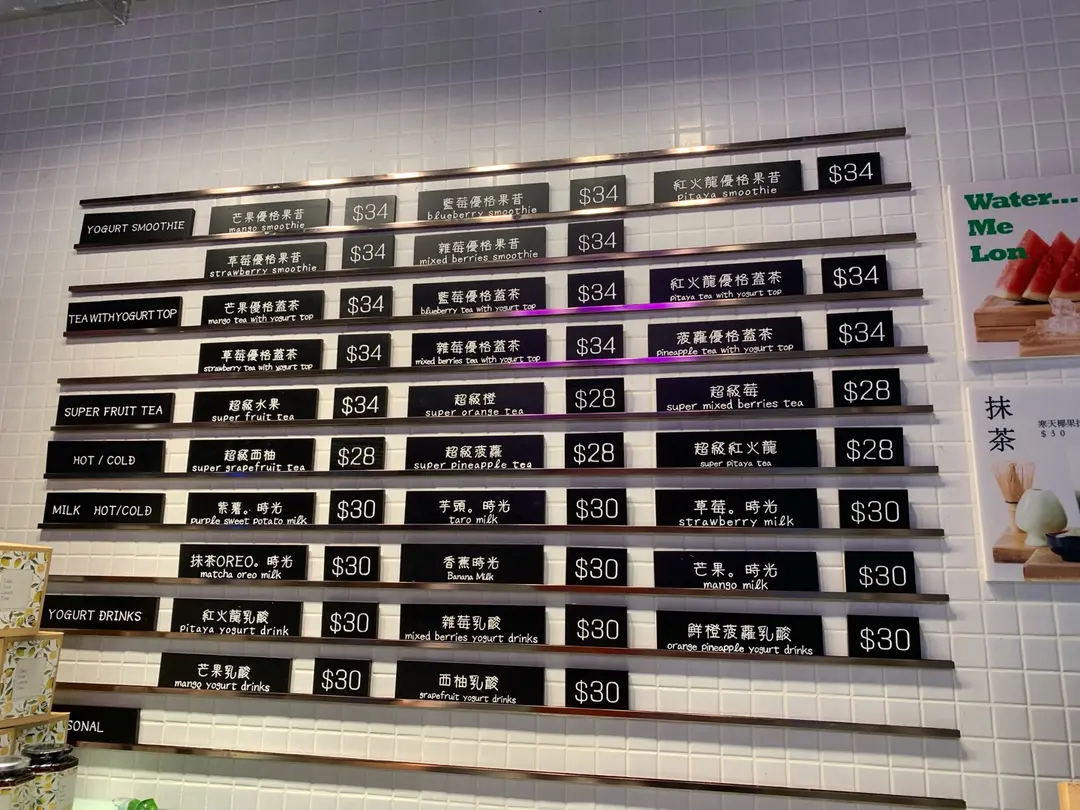 YOGURT SMOOTHIE
芒果優格果昔
mango smoothie
$34
藍莓優格果昔
blueberry smoothie
$34
紅火龍優格果昔
pitaya smoothie
$34
草莓優格果昔
strawberry smoothie
$34
雜莓優格果昔
mixed berries smoothie
$34
TEA WITH YOGURT TOP
芒果優格蓋茶
mango tea with yogurt top
$34
藍莓優格蓋茶
blueberry tea with yogurt top
$34
紅火龍優格蓋茶
pitaya tea with yogurt top
$34
草莓優格蓋茶
strawberry tea with yogurt top
$34
雜莓優格蓋茶
mixed berries tea with yogurt top
$34
菠蘿優格蓋茶
pineapple tea with yogurt top
$34
SUPER FRUIT TEA
超級水果
super fruit tea
$34
超級橙
super orange tea
$28
超級莓
super mixed berries tea
$28
HOT / COLD
超級西柚
super grapefruit tea
$28
超級菠蘿
super pineapple tea
$28
超級紅火龍
super pitaya tea
$28
MILK HOT/COLD
紫薯。時光
purple sweet potato milk
$30
芋頭。時光
taro milk
$30
草莓。時光
strawberry milk
$30
抹茶OREO。時光
matcha oreo milk
$30
香蕉時光
Banana Milk
$30
芒果。時光
mango milk
$30
YOGURT DRINKS
紅火龍乳酸
Pitaya yogurt drink
$30
雜莓乳酸
mixed berries yogurt drinks
$30
鮮橙菠蘿乳酸
orange pineapple yogurt drinks
$30
芒果乳酸
mango yogurt drinks
$30
西柚乳酸
grapefruit yogurt drinks
$30
SONAL
Water...
Me
Lon
抹茶
寒天椰果
$30